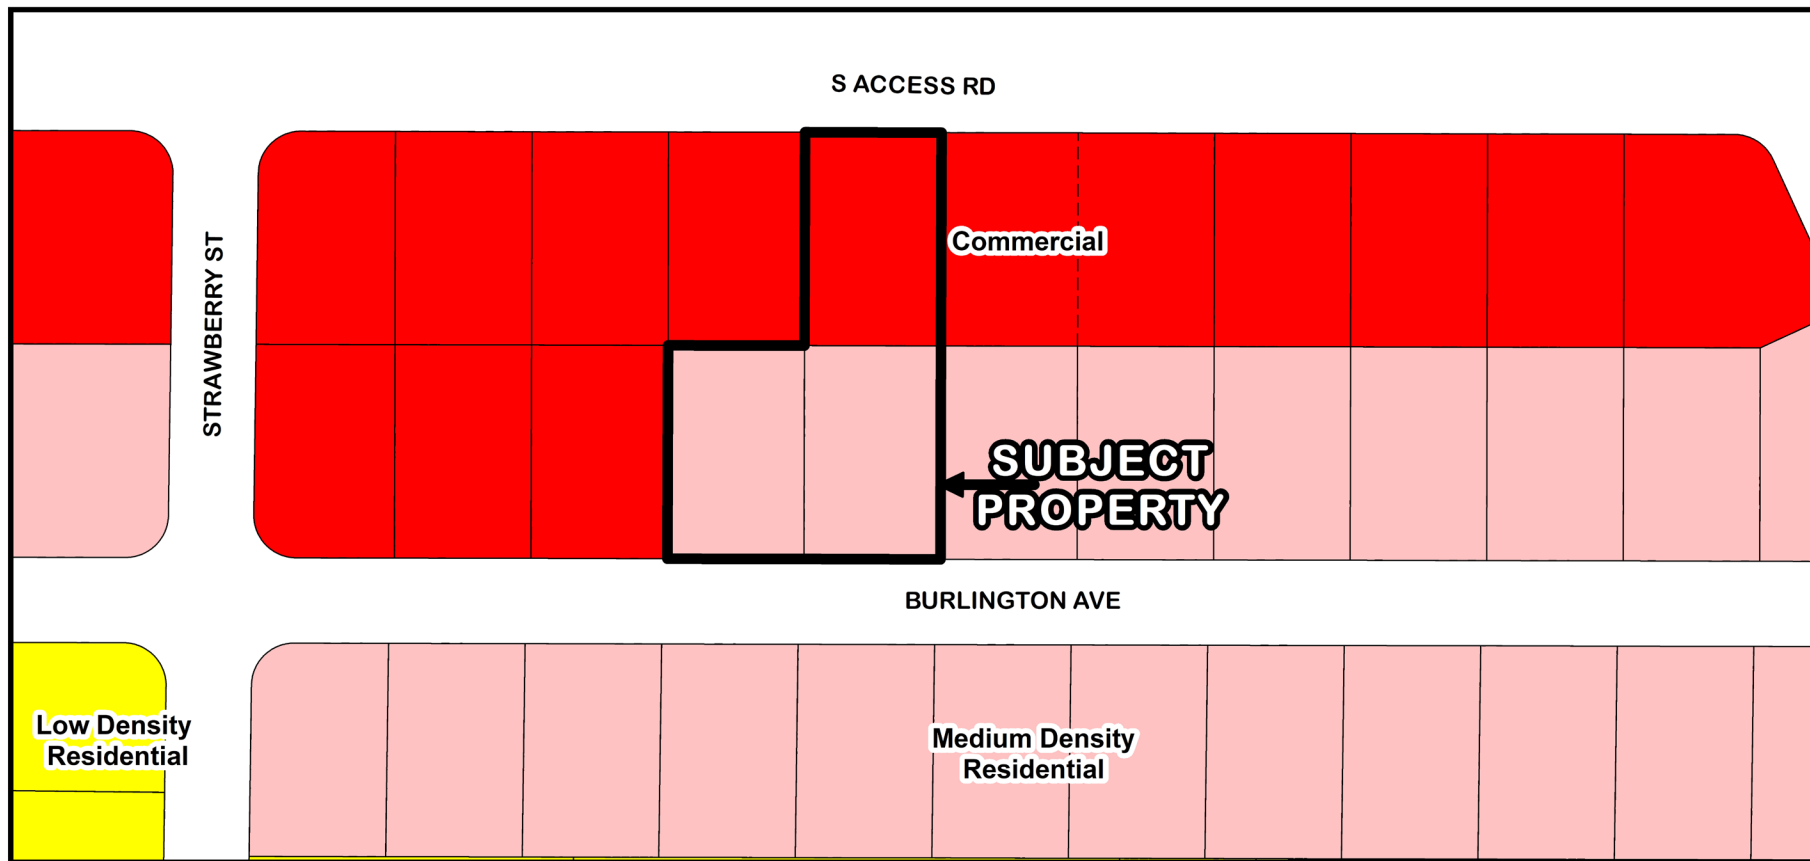 S ACCESS RD
STRAWBERRY ST
Commercial
SUBJECT
PROPERTY
BURLINGTON AVE
Low Density
Residential
Medium Density
Residential